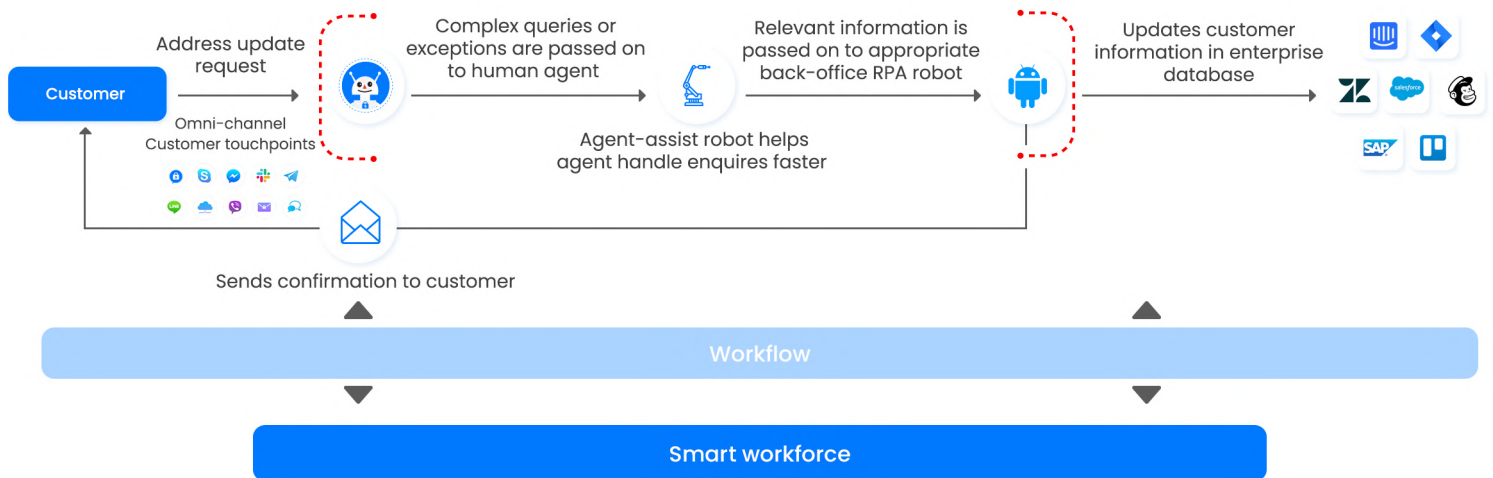 Customer
Address update
request
Omni-channel
Customer touchpoints
LINE
Complex queries or
exceptions are passed on
to human agent
Agent-assist robot helps
agent handle enquires faster
Relevant information is
passed on to appropriate
back-office RPA robot
Updates customer
information in enterprise
database
salesforce
SAP
Sends confirmation to customer
Workflow
Smart workforce